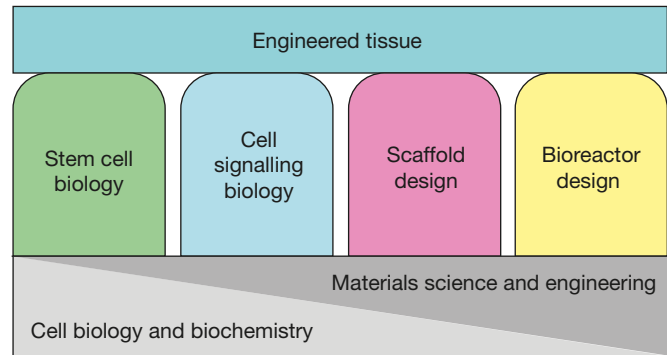 Engineered tissue
Stem cell
biology
Cell
signalling
biology
Scaffold
design
Bioreactor
design
Materials science and engineering
Cell biology and biochemistry